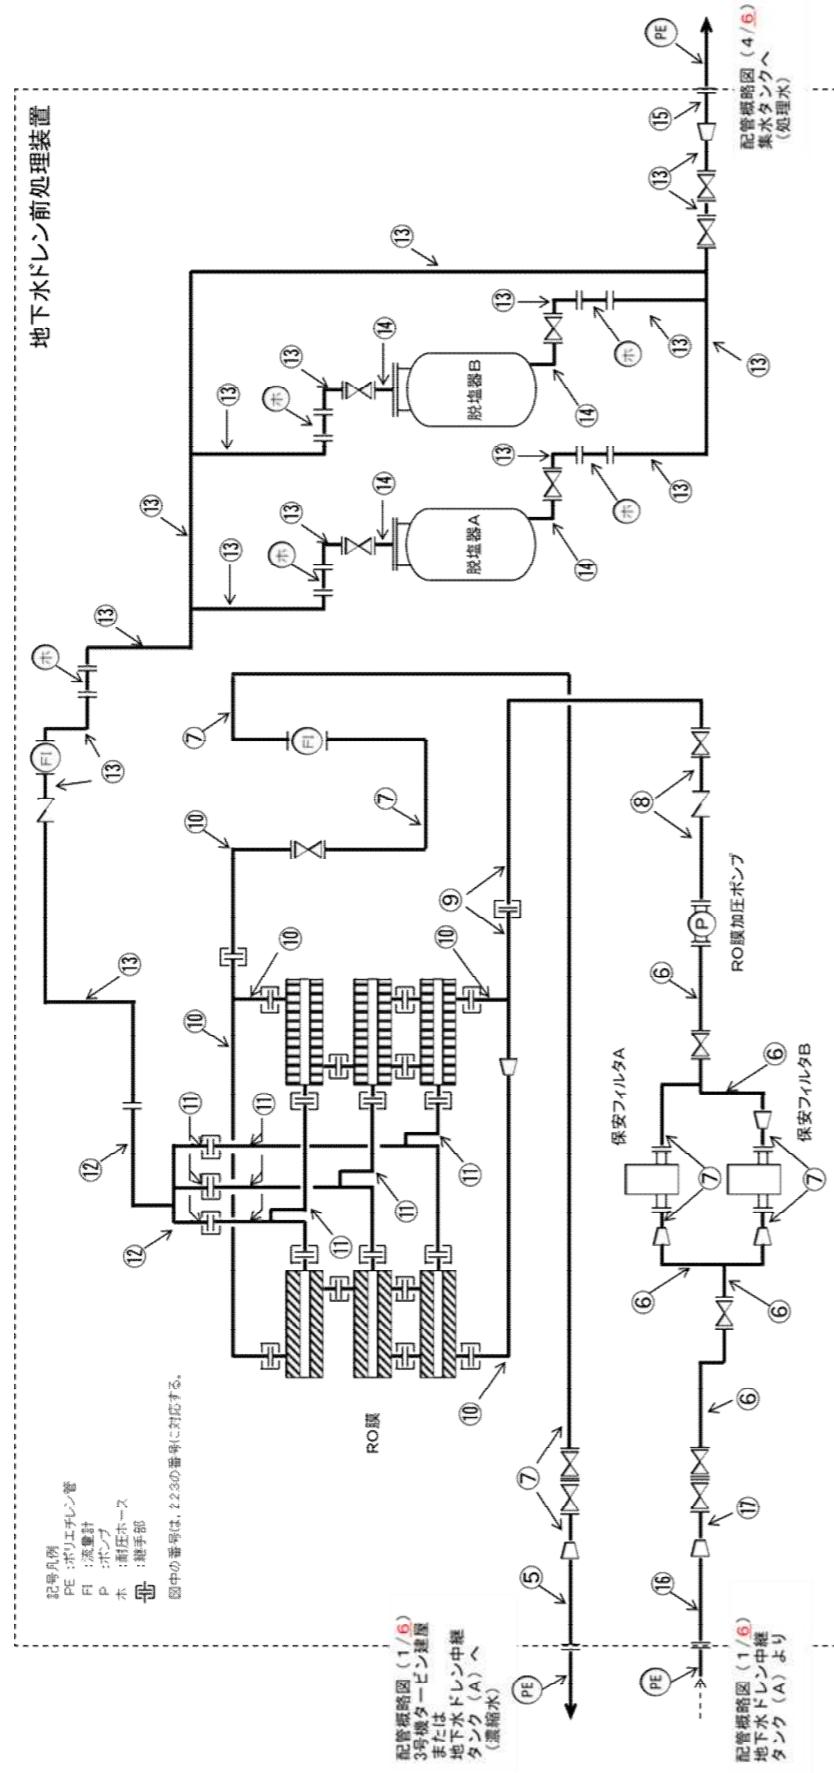 地下水ドレン前処理装置
記号凡例
PE :ポリエチレン管
FI :流量計
P :ポンプ
ホ :耐圧ホース
:継手部
図中の番号は、2.2.3の番号に対応する。
PE
配管概略図(4/6)
集水タンクへ
(処理水)
⑮
⑬
⑬
⑬
⑬
⑬
⑬
ホ
⑭
脱塩器B
⑭
⑬
ホ
⑬
⑬
⑬
⑬
ホ
⑭
脱塩器A
⑭
⑬
ホ
⑬
⑬
ホ
⑬
FI
⑬
⑫
⑫
⑪
⑪
⑪
⑪
⑪
⑩
⑩
⑩
⑩
⑩
⑦
FI
⑦
⑨
⑧
RO膜
RO膜加圧ポンプ
P
⑥
⑥
保安フィルタA
保安フィルタB
⑦
⑦
⑥
⑥
⑥
⑰
⑯
⑦
⑤
PE
配管概略図(1/6)
3号機タービン建屋
または
地下水ドレン中継
タンク(A)へ
(濃縮水)
PE
配管概略図(1/6)
地下水ドレン中継
タンク(A)より